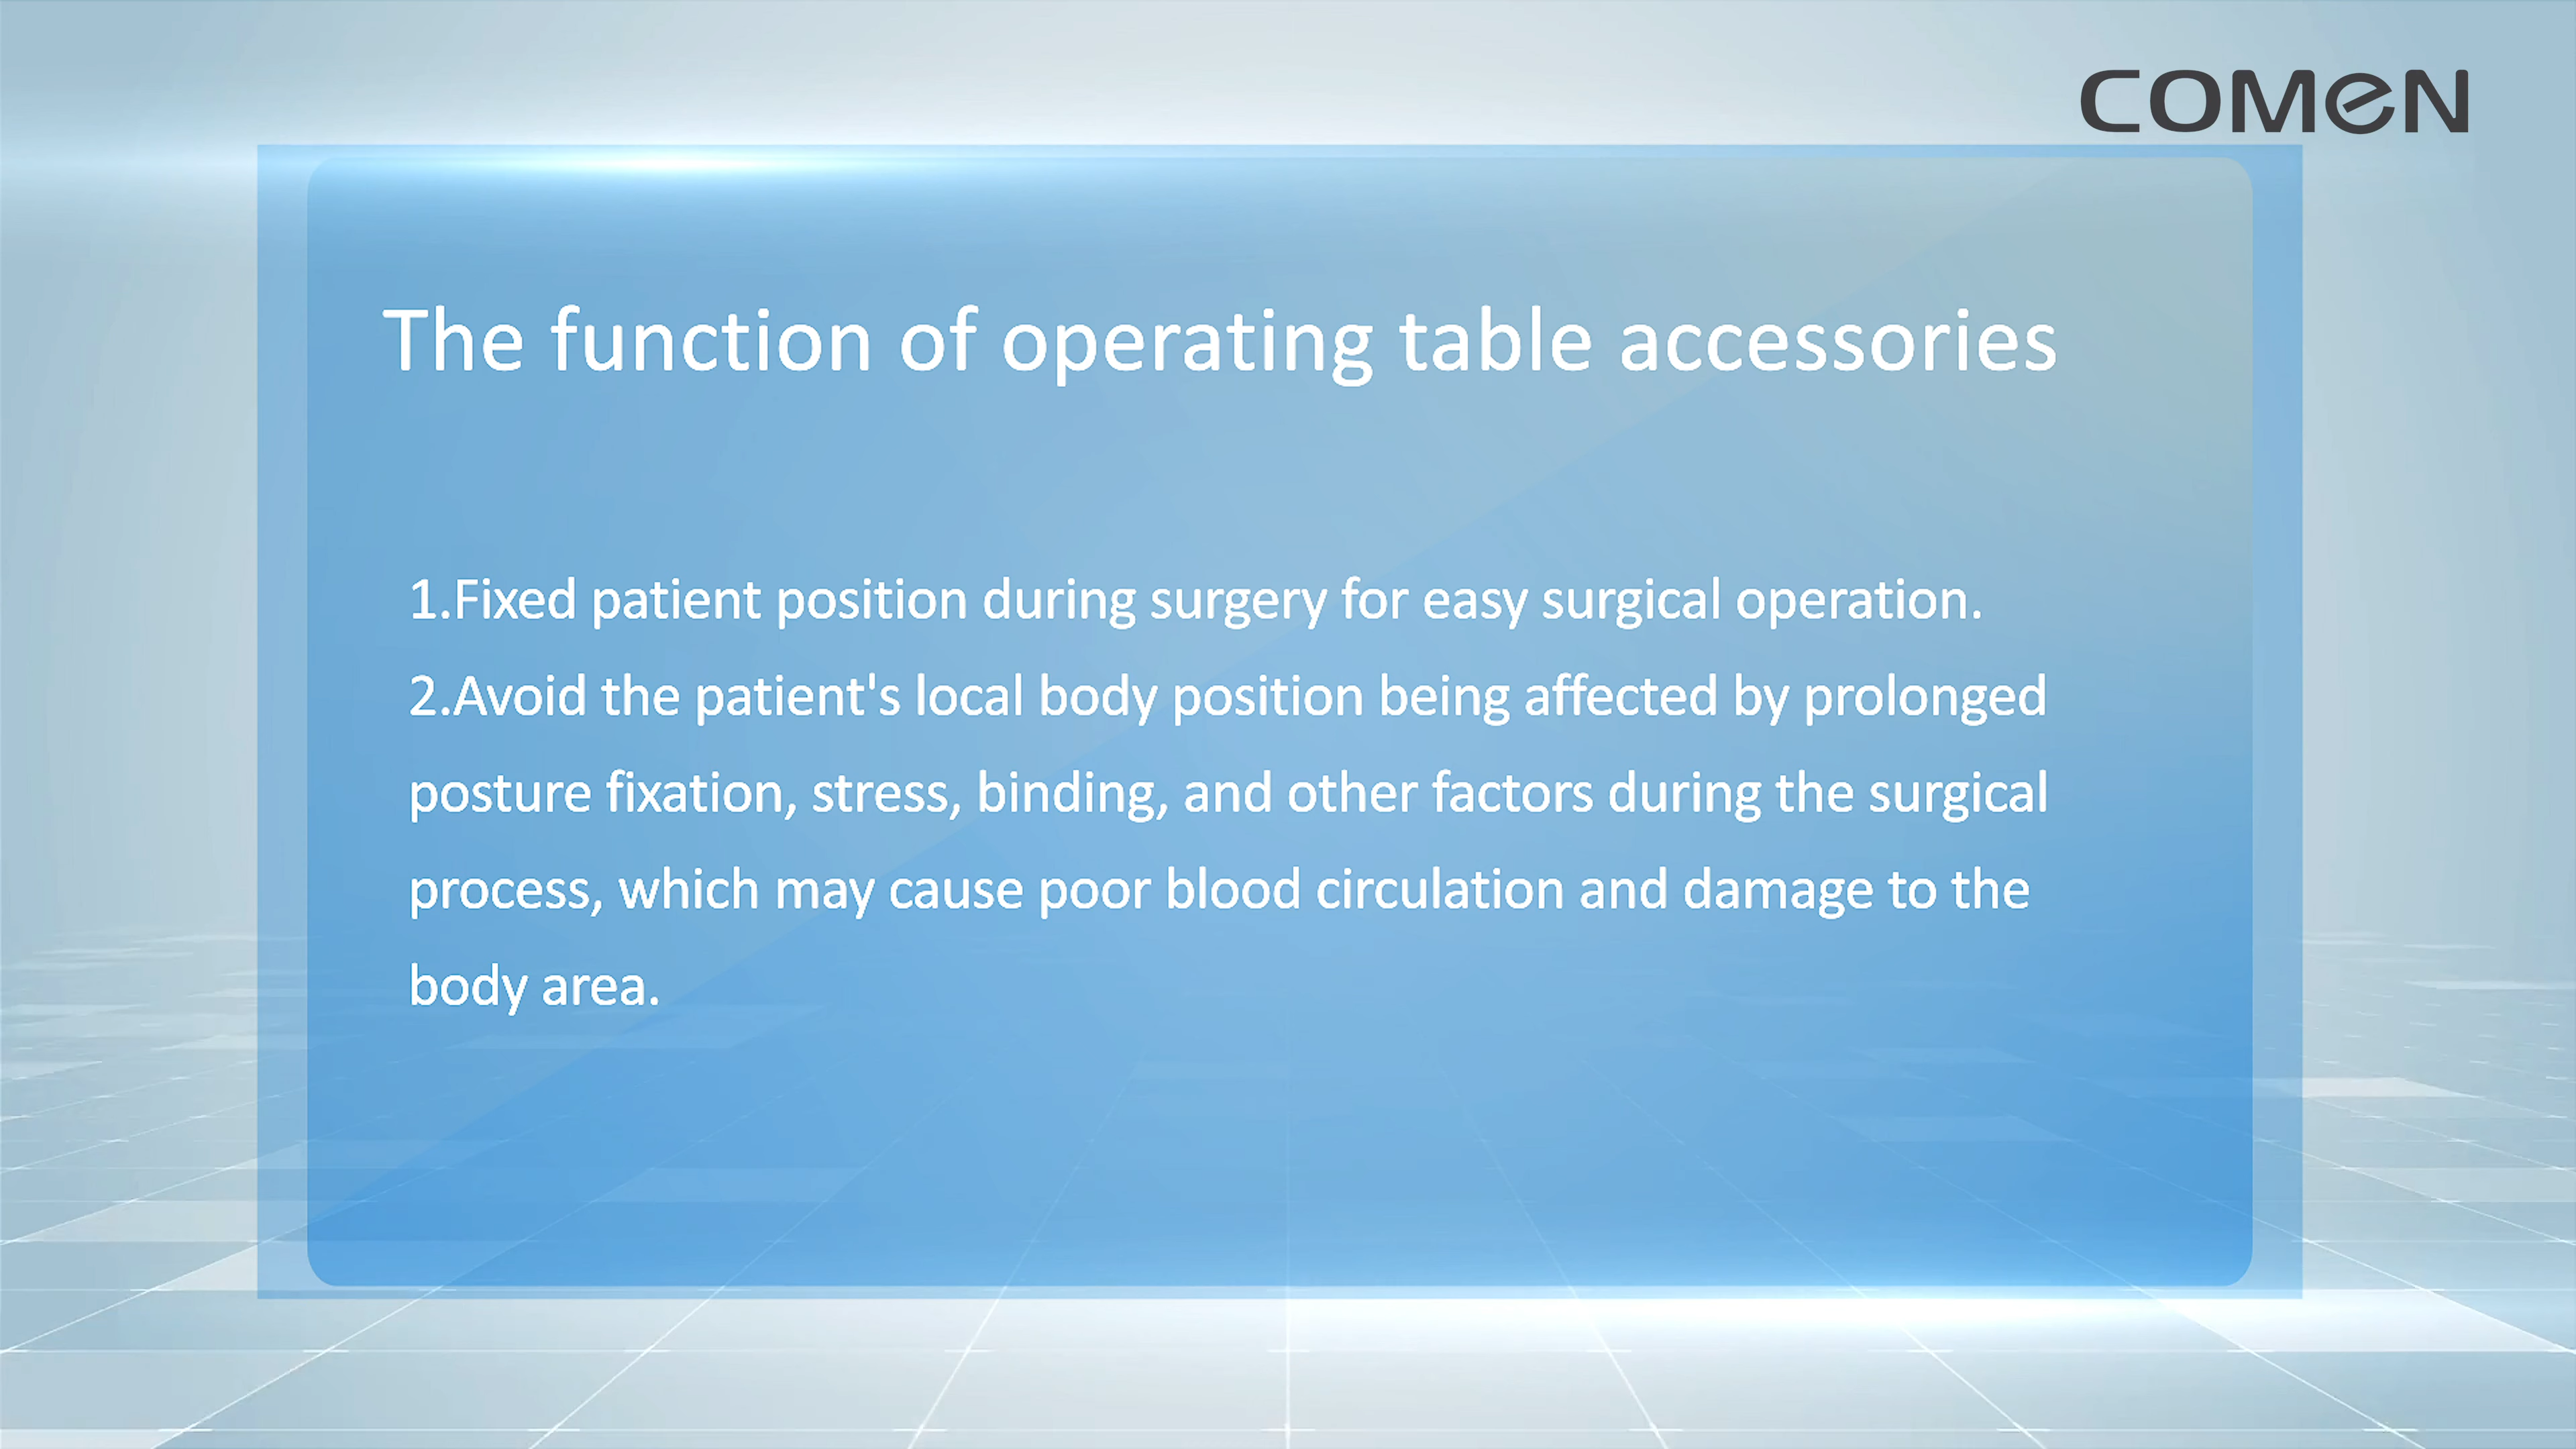 COMEN
The function of operating table accessories
1.Fixed patient position during surgery for easy surgical operation.
2.Avoid the patient's local body position being affected by prolonged
posture fixation, stress, binding, and other factors during the surgical
process, which may cause poor blood circulation and damage to the
body area.